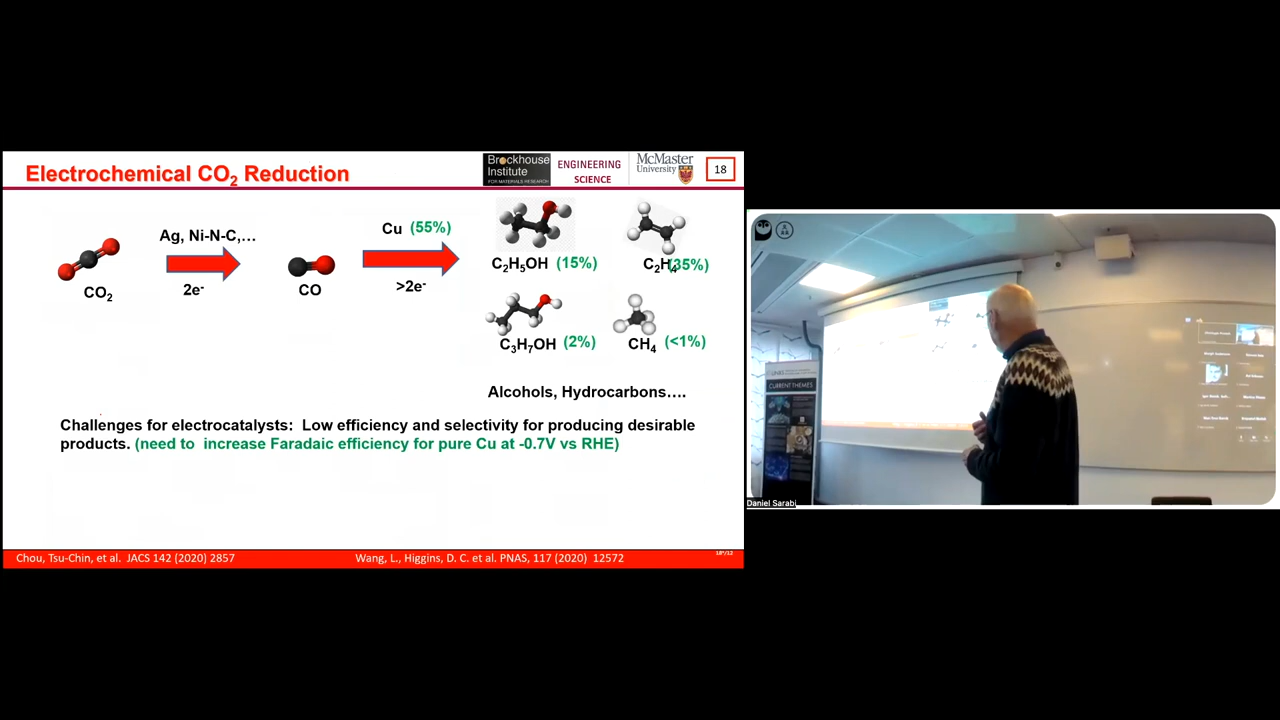 Electrochemical CO2 Reduction
Brockhouse
Institute
FOR MATERIALS RESEARCH
ENGINEERING
SCIENCE
McMaster
University
18
Ag, Ni-N-C,…
2e-
CO2
CO
Cu (55%)
>2e-
C2H5OH (15%)
C2H4 (35%)
C3H7OH (2%)
CH4 (<1%)
Alcohols, Hydrocarbons….
Challenges for electrocatalysts: Low efficiency and selectivity for producing desirable
products. (need to increase Faradaic efficiency for pure Cu at -0.7V vs RHE)
Chou, Tsu-Chin, et al. JACS 142 (2020) 2857
Wang, L., Higgins, D. C. et al. PNAS, 117 (2020) 12572
CURRENT THEMES
Daniel Sarabi